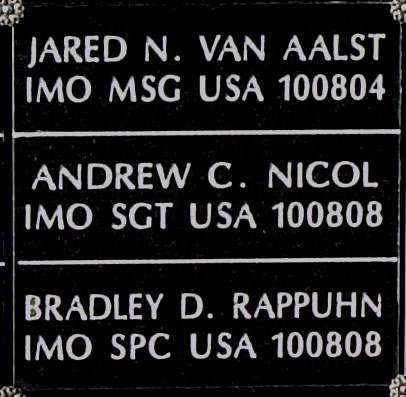 JARED N. VAN AALST
IMO MSG USA 100804
ANDREW C. NICOL
IMO SGT USA 100808
BRADLEY D. RAPPUHN
IMO SPC USA 100808